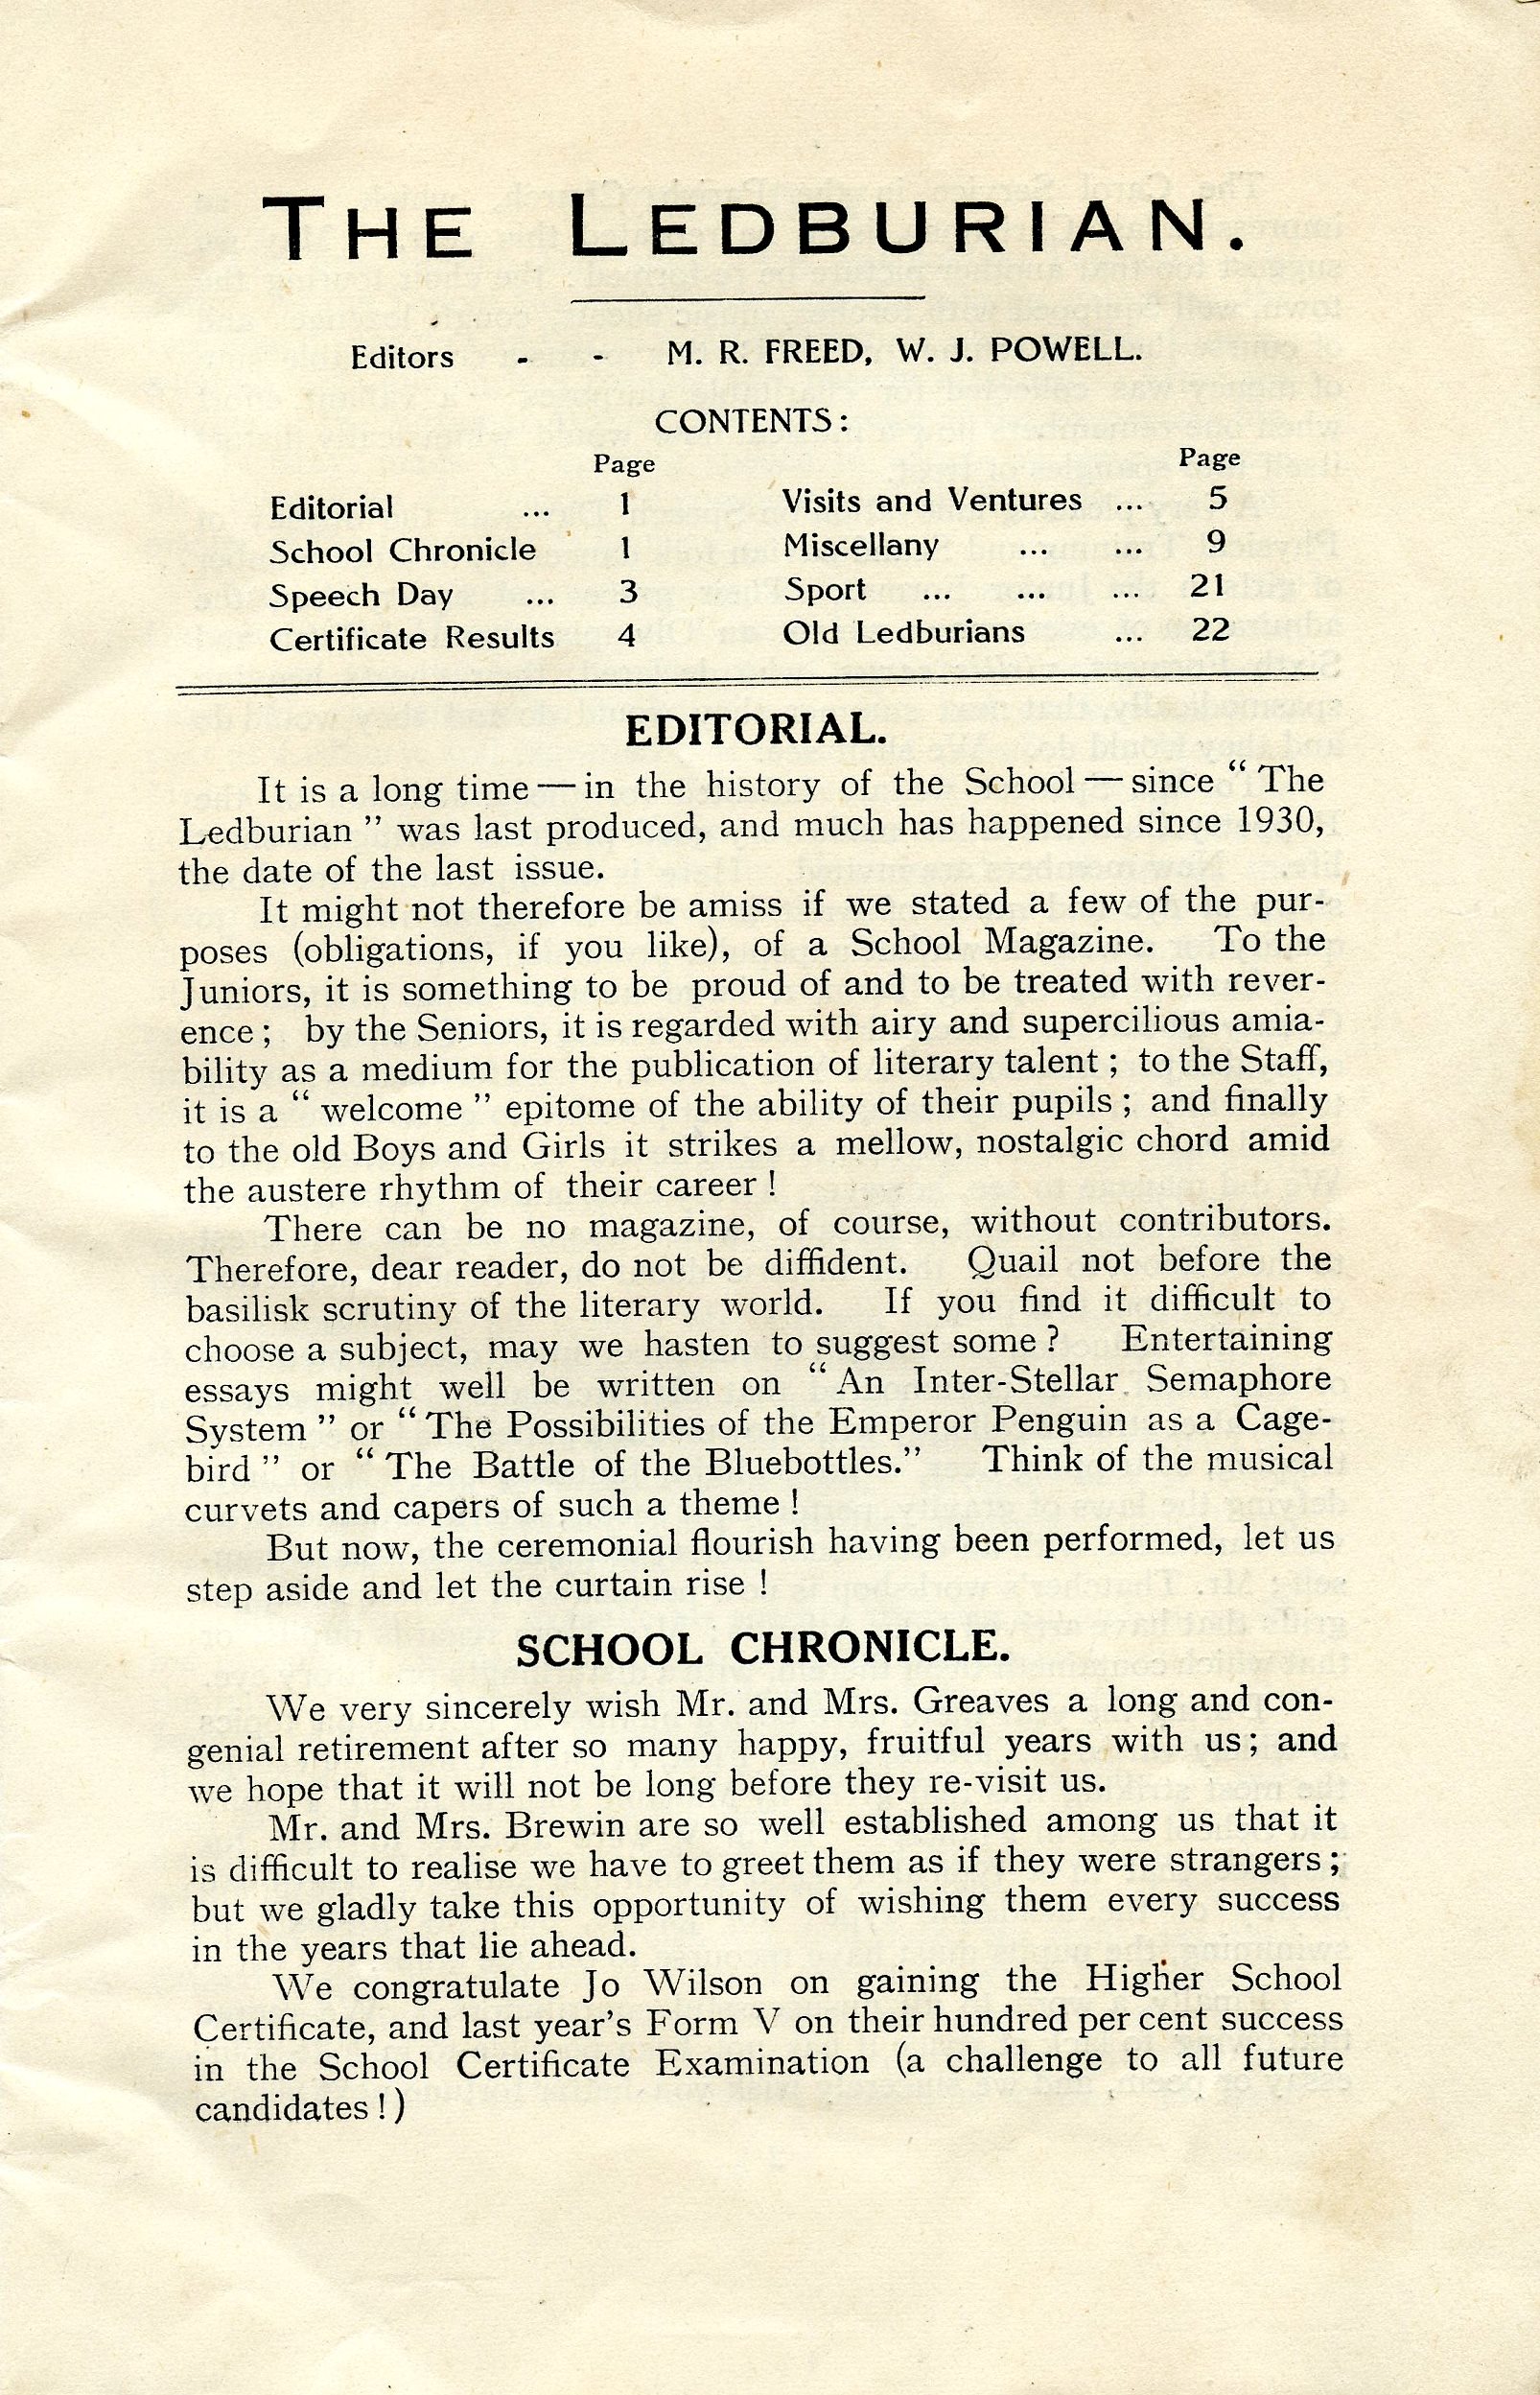 THE LEDBURIAN.
Editors - - M. R. FREED, W. J. POWELL.
CONTENTS:
Page Page
Editorial ... 1 Visits and Ventures ... 5
School Chronicle 1 Miscellany ... ... 9
Speech Day ... 3 Sport ... ... ... 21
Certificate Results 4 Old Ledburians ... 22
EDITORIAL.
It is a long time — in the history of the School — since “ The
Ledburian ” was last produced, and much has happened since 1930,
the date of the last issue.
It might not therefore be amiss if we stated a few of the pur-
poses (obligations, if you like), of a School Magazine. To the
Juniors, it is something to be proud of and to be treated with rever-
ence ; by the Seniors, it is regarded with airy and supercilious amia-
bility as a medium for the publication of literary talent ; to the Staff,
it is a “ welcome ” epitome of the ability of their pupils ; and finally
to the old Boys and Girls it strikes a mellow, nostalgic chord amid
the austere rhythm of their career !
There can be no magazine, of course, without contributors.
Therefore, dear reader, do not be diffident. Quail not before the
basilisk scrutiny of the literary world. If you find it difficult to
choose a subject, may we hasten to suggest some ? Entertaining
essays might well be written on “ An Inter-Stellar Semaphore
System ” or “ The Possibilities of the Emperor Penguin as a Cage-
bird ” or “ The Battle of the Bluebottles.” Think of the musical
curvets and capers of such a theme !
But now, the ceremonial flourish having been performed, let us
step aside and let the curtain rise !
SCHOOL CHRONICLE.
We very sincerely wish Mr. and Mrs. Greaves a long and con-
genial retirement after so many happy, fruitful years with us ; and
we hope that it will not be long before they re-visit us.
Mr. and Mrs. Brewin are so well established among us that it
is difficult to realise we have to greet them as if they were strangers ;
but we gladly take this opportunity of wishing them every success
in the years that lie ahead.
We congratulate Jo Wilson on gaining the Higher School
Certificate, and last year’s Form V on their hundred per cent success
in the School Certificate Examination (a challenge to all future
candidates ! )